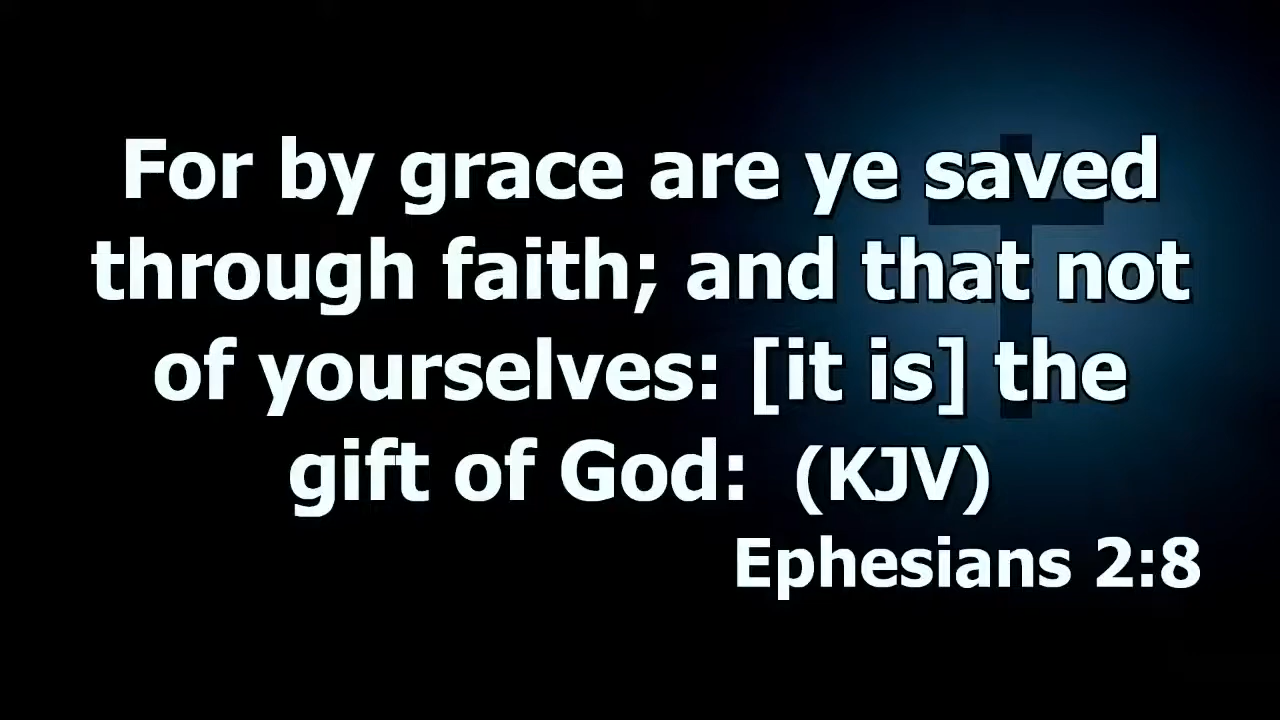 For by grace are ye saved
through faith; and that not
of yourselves: [it is] the
gift of God: (KJV)
Ephesians 2:8